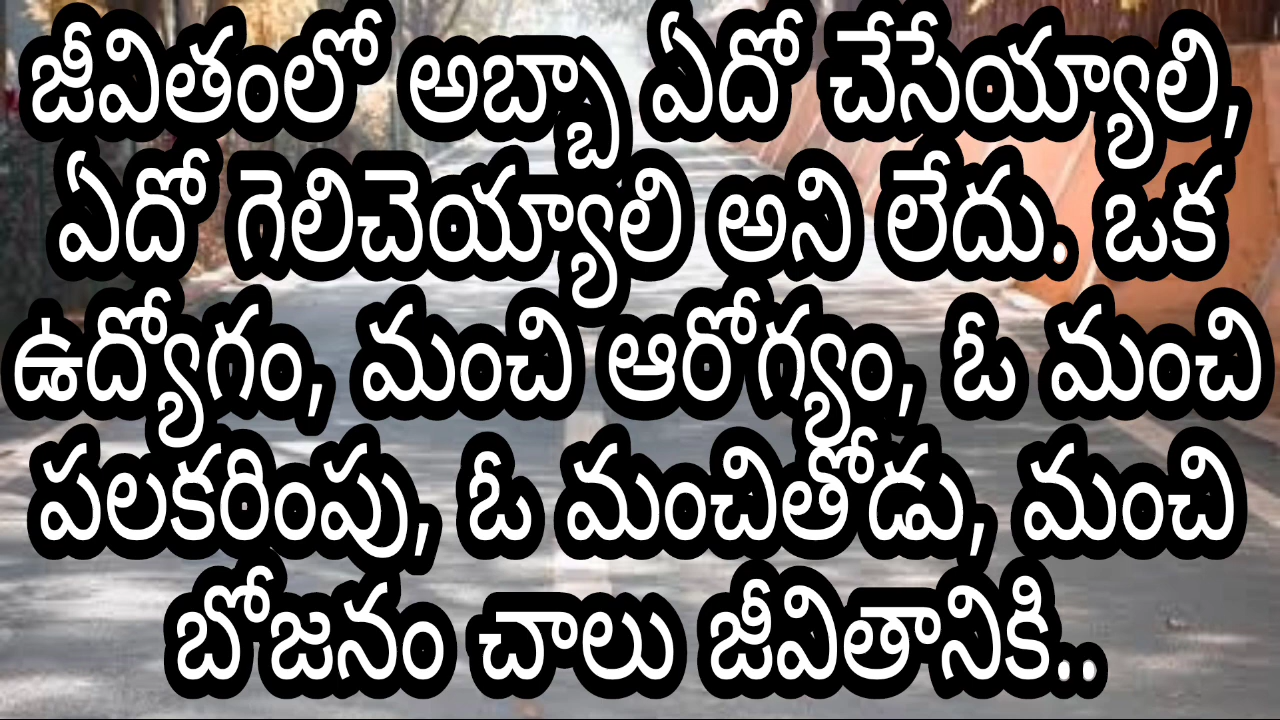 జీవితంలో అబ్బా ఏదో చేసేయ్యాలి,
ఏదో గెలిచెయ్యాలి అని లేదు. ఒక
ఉద్యోగం, మంచి ఆరోగ్యం, ఓ మంచి
పలకరింపు, ఓ మంచితోడు, మంచి
బోజనం చాలు జీవితానికి..